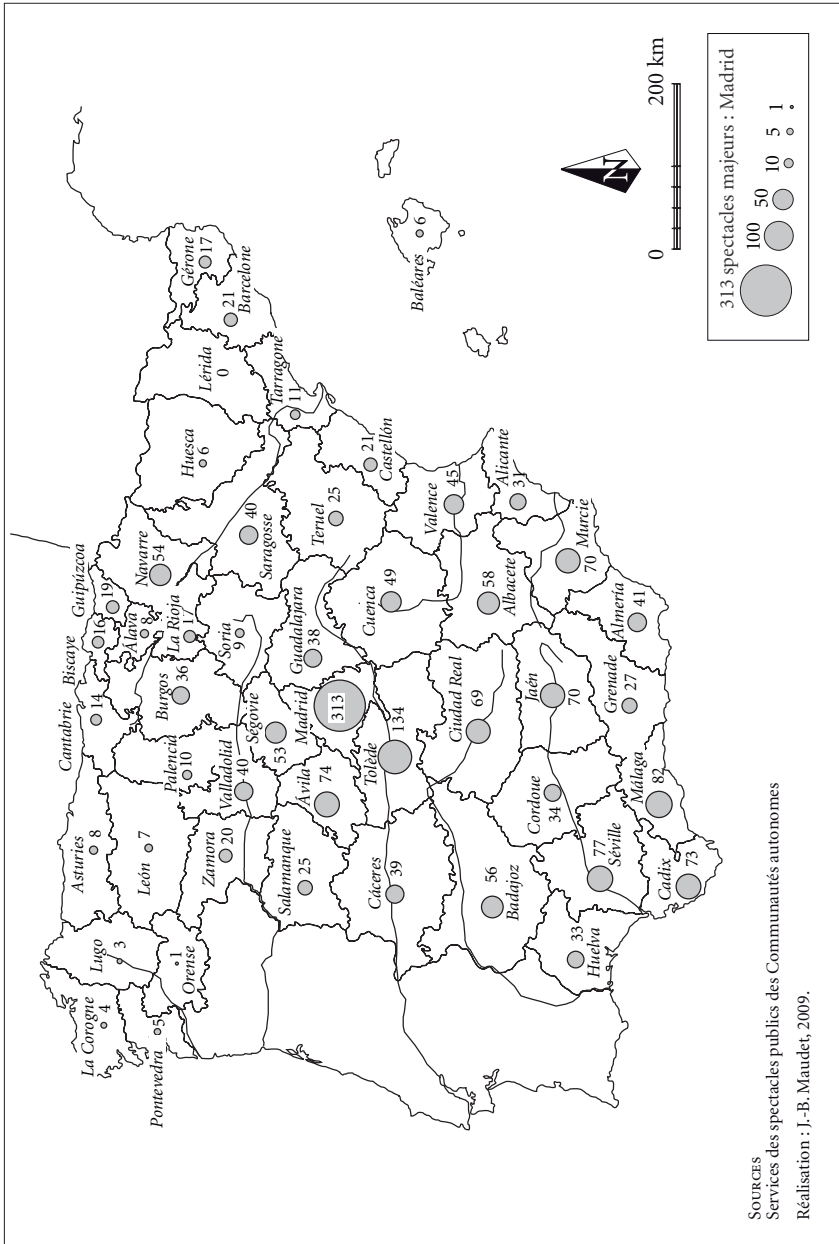 La Corogne
4
Lugo
3
Pontevedra
5
Orense
1
Asturies
8
León
7
Cantabrie
14
Biscaye
16
Guipúzcoa
19
Álava
8
Navarre
54
La Rioja
17
Burgos
36
Palencia
10
Zamora
20
Valladolid
40
Soria
9
Huesca
6
Lérida
0
Gérone
17
21
Barcelone
Tarragone
11
Saragosse
40
Teruel
25
Guadalajara
38
Ségovie
53
Madrid
313
Ávila
74
Salamanque
25
Cáceres
39
Tolède
134
Cuenca
49
21
Castellón
Valence
45
Alicante
31
58
Albacete
Ciudad Real
69
56
Badajoz
33
Huelva
77
Séville
Cordoue
34
Jaén
70
Murcie
70
Almería
41
Grenade
27
Málaga
82
Cadix
73
Baléares
6
0 200 km
N
313 spectacles majeurs : Madrid
100 50 10 5 1
SOURCES
Services des spectacles publics des Communautés autonomes
Réalisation : J.-B. Maudet, 2009.